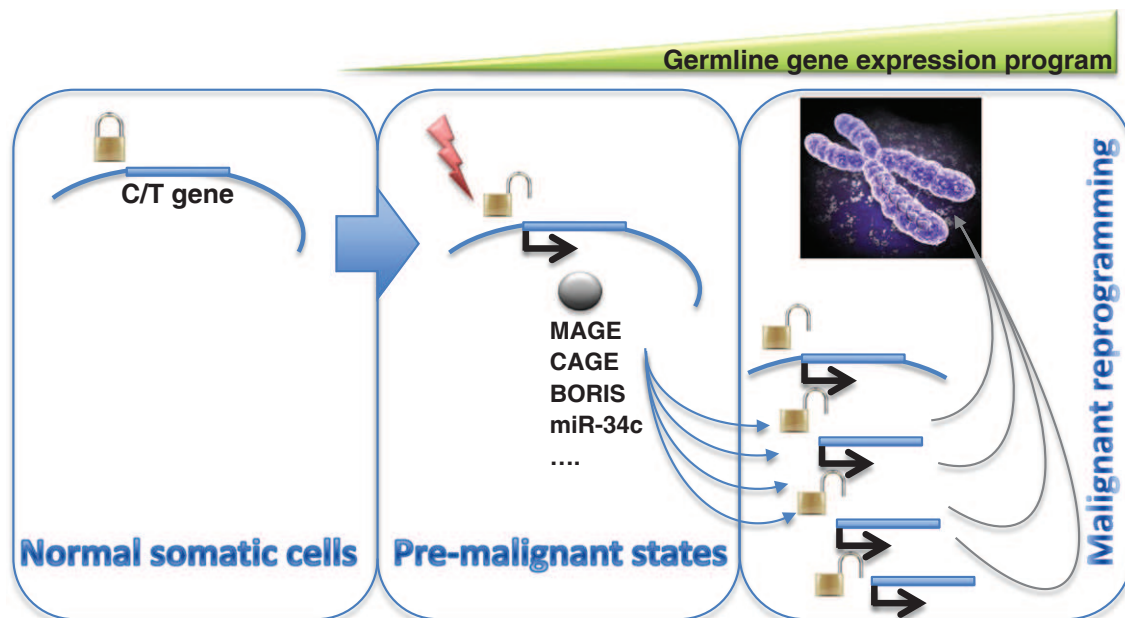 Germline gene expression program
C/T gene
MAGE
CAGE
BORIS
miR-34c
....
Normal somatic cells
Pre-malignant states
Malignant reprogramming